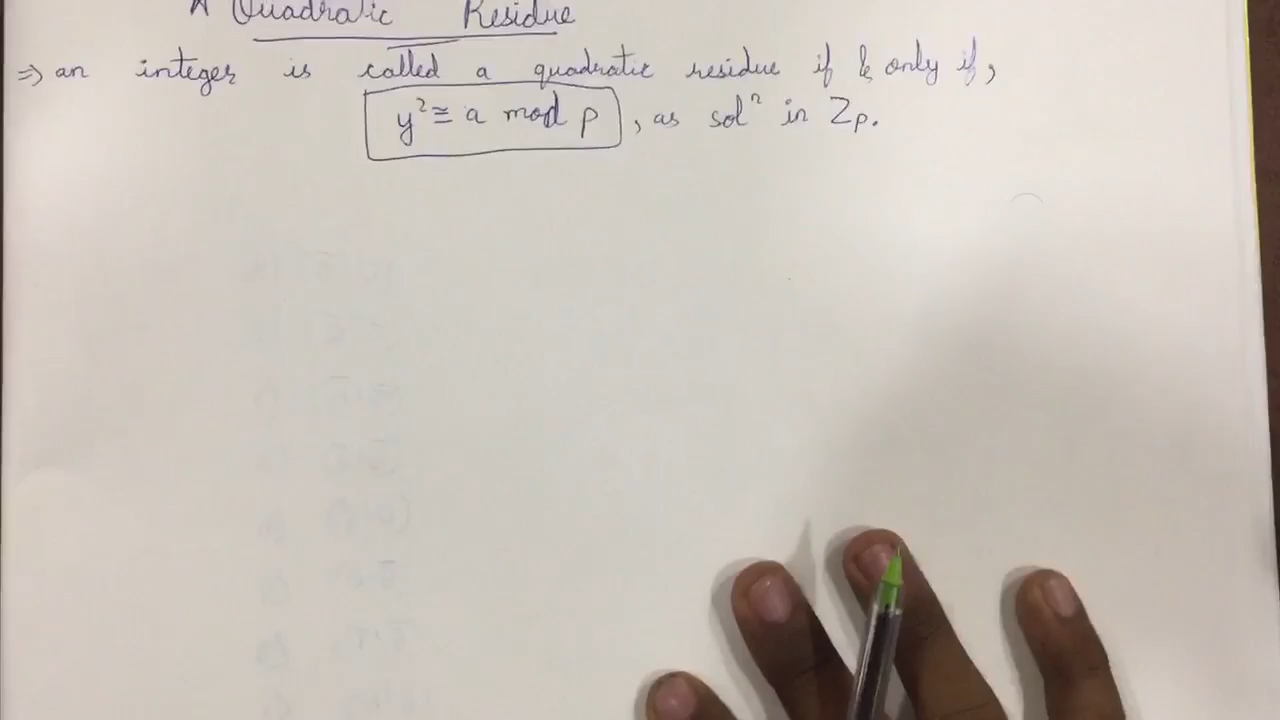 * Quadratic Residue
⇒ an integer is called a quadratic residue if & only if,
y² ≅ a mod p , as solⁿ in Zp.